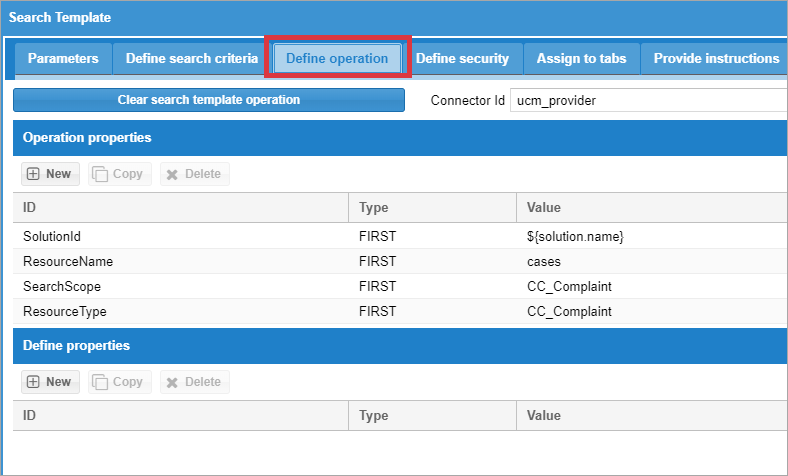 Search Template
Parameters Define search criteria Define operation Define security Assign to tabs Provide instructions
Clear search template operation Connector Id ucm_provider
Operation properties
New Copy Delete
ID Type Value
SolutionId FIRST ${solution.name}
ResourceName FIRST cases
SearchScope FIRST CC_Complaint
ResourceType FIRST CC_Complaint
Define properties
New Copy Delete
ID Type Value